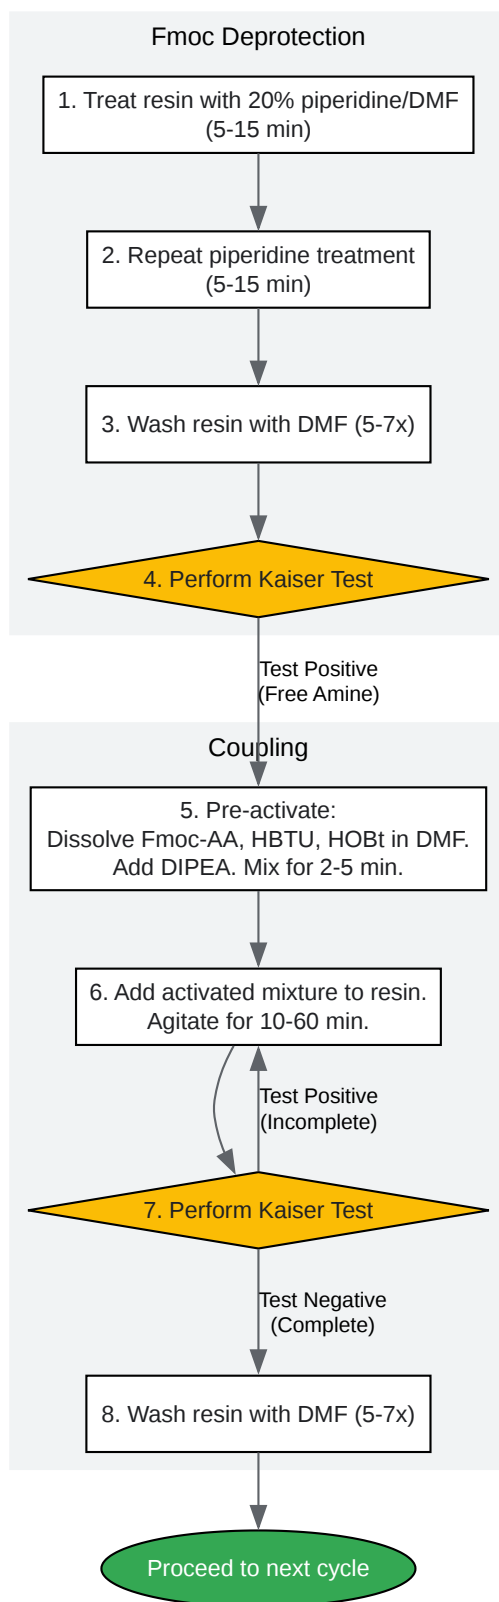 Fmoc Deprotection
1. Treat resin with 20% piperidine/DMF
(5-15 min)
2. Repeat piperidine treatment
(5-15 min)
3. Wash resin with DMF (5-7x)
4. Perform Kaiser Test
Test Positive
(Free Amine)
Coupling
5. Pre-activate:
Dissolve Fmoc-AA, HBTU, HOBt in DMF.
Add DIPEA. Mix for 2-5 min.
6. Add activated mixture to resin.
Agitate for 10-60 min.
Test Positive
(Incomplete)
7. Perform Kaiser Test
Test Negative
(Complete)
8. Wash resin with DMF (5-7x)
Proceed to next cycle